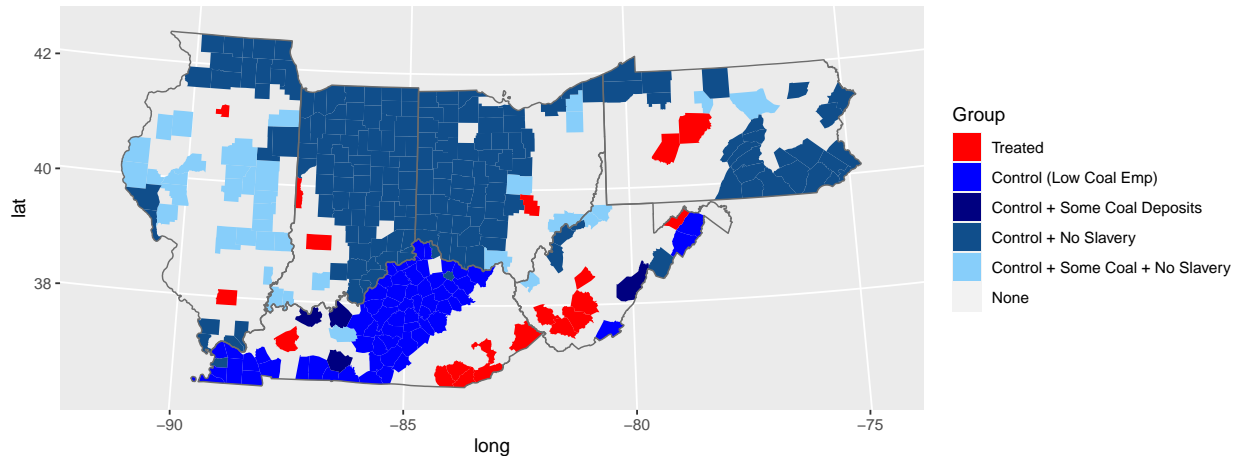 42
40
38
lat
−90
−85
−80
−75
long
Group
Treated
Control (Low Coal Emp)
Control + Some Coal Deposits
Control + No Slavery
Control + Some Coal + No Slavery
None